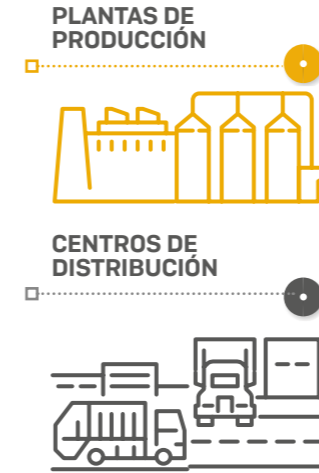 PLANTAS DE
PRODUCCIÓN
CENTROS DE
DISTRIBUCIÓN